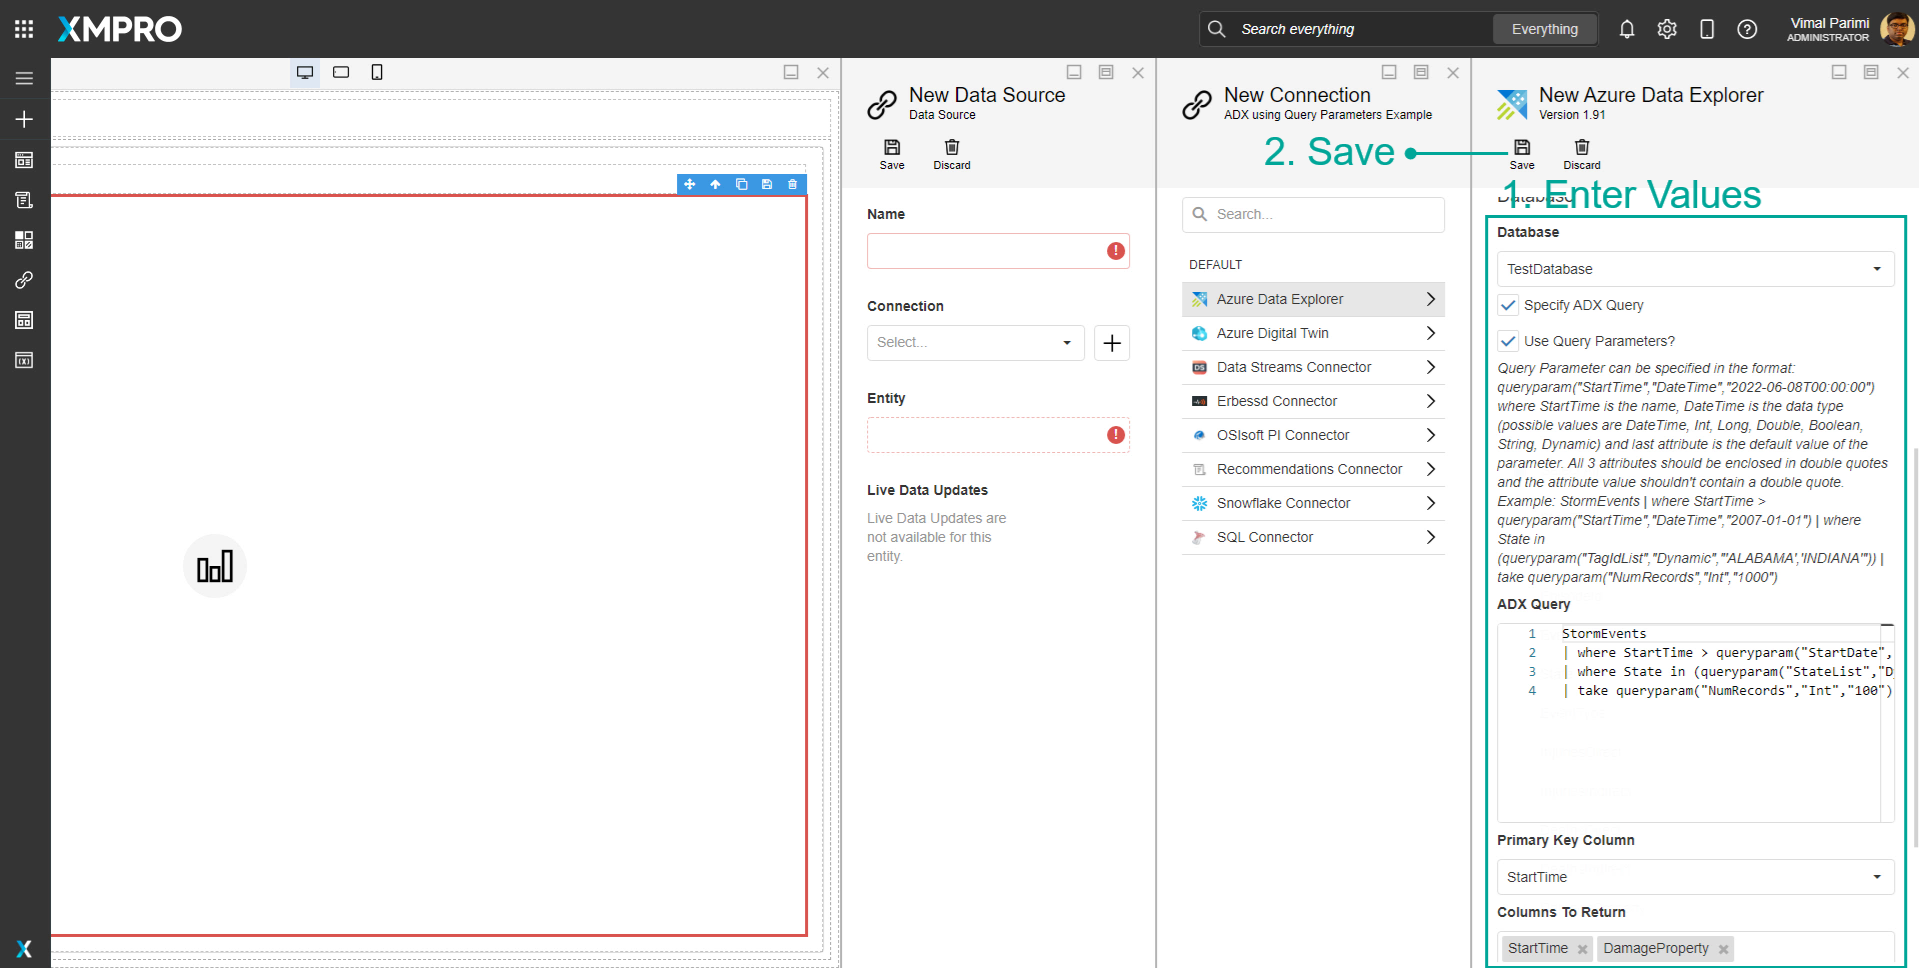 XMPRO
Search everything
Everything
Vimal Parimi
ADMINISTRATOR
New Data Source
Data Source
Save
Discard
Name
Connection
Select...
Entity
Live Data Updates
Live Data Updates are
not available for this
entity.
New Connection
ADX using Query Parameters Example
2. Save
Search...
DEFAULT
Azure Data Explorer
Azure Digital Twin
Data Streams Connector
Erbessd Connector
OSIsoft PI Connector
Recommendations Connector
Snowflake Connector
SQL Connector
New Azure Data Explorer
Version 1.91
Save
Discard
1. Enter Values
Database
Database
TestDatabase
Specify ADX Query
Use Query Parameters?
Query Parameter can be specified in the format:
queryparam("StartTime","DateTime","2022-06-08T00:00:00")
where StartTime is the name, DateTime is the data type
(possible values are DateTime, Int, Long, Double, Boolean,
String, Dynamic) and last attribute is the default value of the
parameter. All 3 attributes should be enclosed in double quotes
and the attribute value shouldn't contain a double quote.
Example: StormEvents | where StartTime >
queryparam("StartTime","DateTime","2007-01-01") | where
State in
(queryparam("TagIdList","Dynamic","'ALABAMA','INDIANA'")) |
take queryparam("NumRecords","Int","1000")
ADX Query
1 StormEvents
2 | where StartTime > queryparam("StartDate",
3 | where State in (queryparam("StateList","D
4 | take queryparam("NumRecords","Int","100")
Primary Key Column
StartTime
Columns To Return
StartTime
DamageProperty